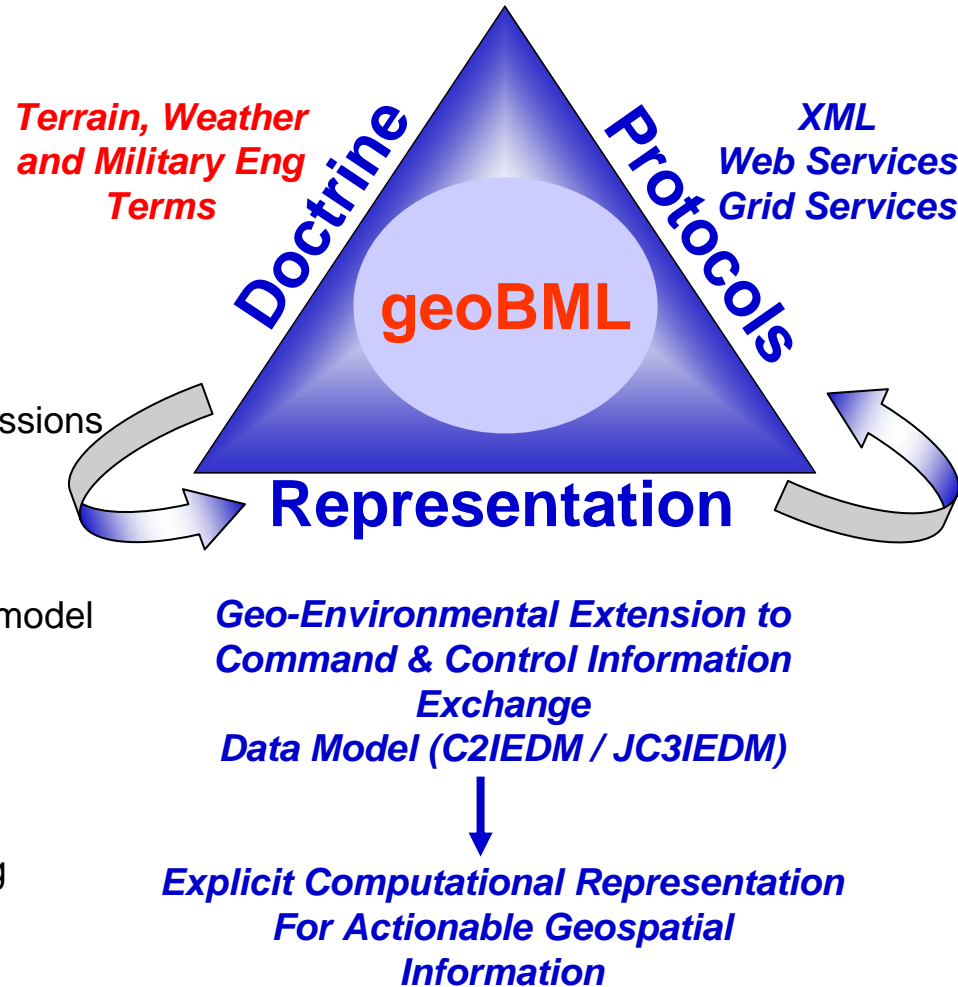 Terrain, Weather
and Military Eng
Terms
Doctrine
Protocols
XML
Web Services
Grid Services
geoBML
Representation
model
Geo-Environmental Extension to
Command & Control Information
Exchange
Data Model (C2IEDM / JC3IEDM)
Explicit Computational Representation
For Actionable Geospatial
Information